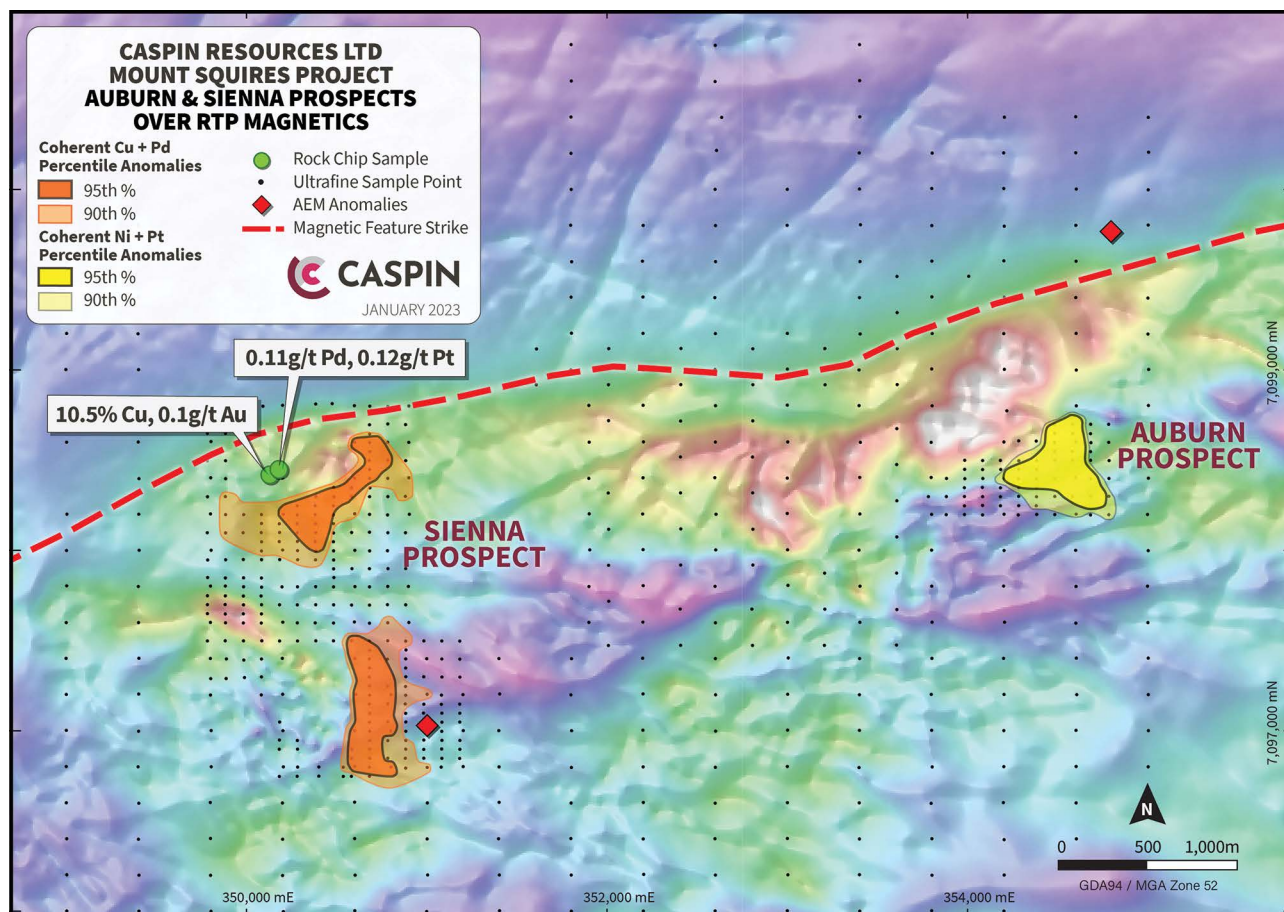 CASPIN RESOURCES LTD
MOUNT SQUIRES PROJECT
AUBURN & SIENNA PROSPECTS
OVER RTP MAGNETICS
Coherent Cu + Pd
Percentile Anomalies
95th %
90th %
Coherent Ni + Pt
Percentile Anomalies
95th %
90th %
Rock Chip Sample
Ultrafine Sample Point
AEM Anomalies
Magnetic Feature Strike
CASPIN
JANUARY 2023
0.11g/t Pd, 0.12g/t Pt
10.5% Cu, 0.1g/t Au
SIENNA
PROSPECT
AUBURN
PROSPECT
7,099,000 mN
7,097,000 mN
N
0 500 1,000m
GDA94 / MGA Zone 52
350,000 mE
352,000 mE
354,000 mE